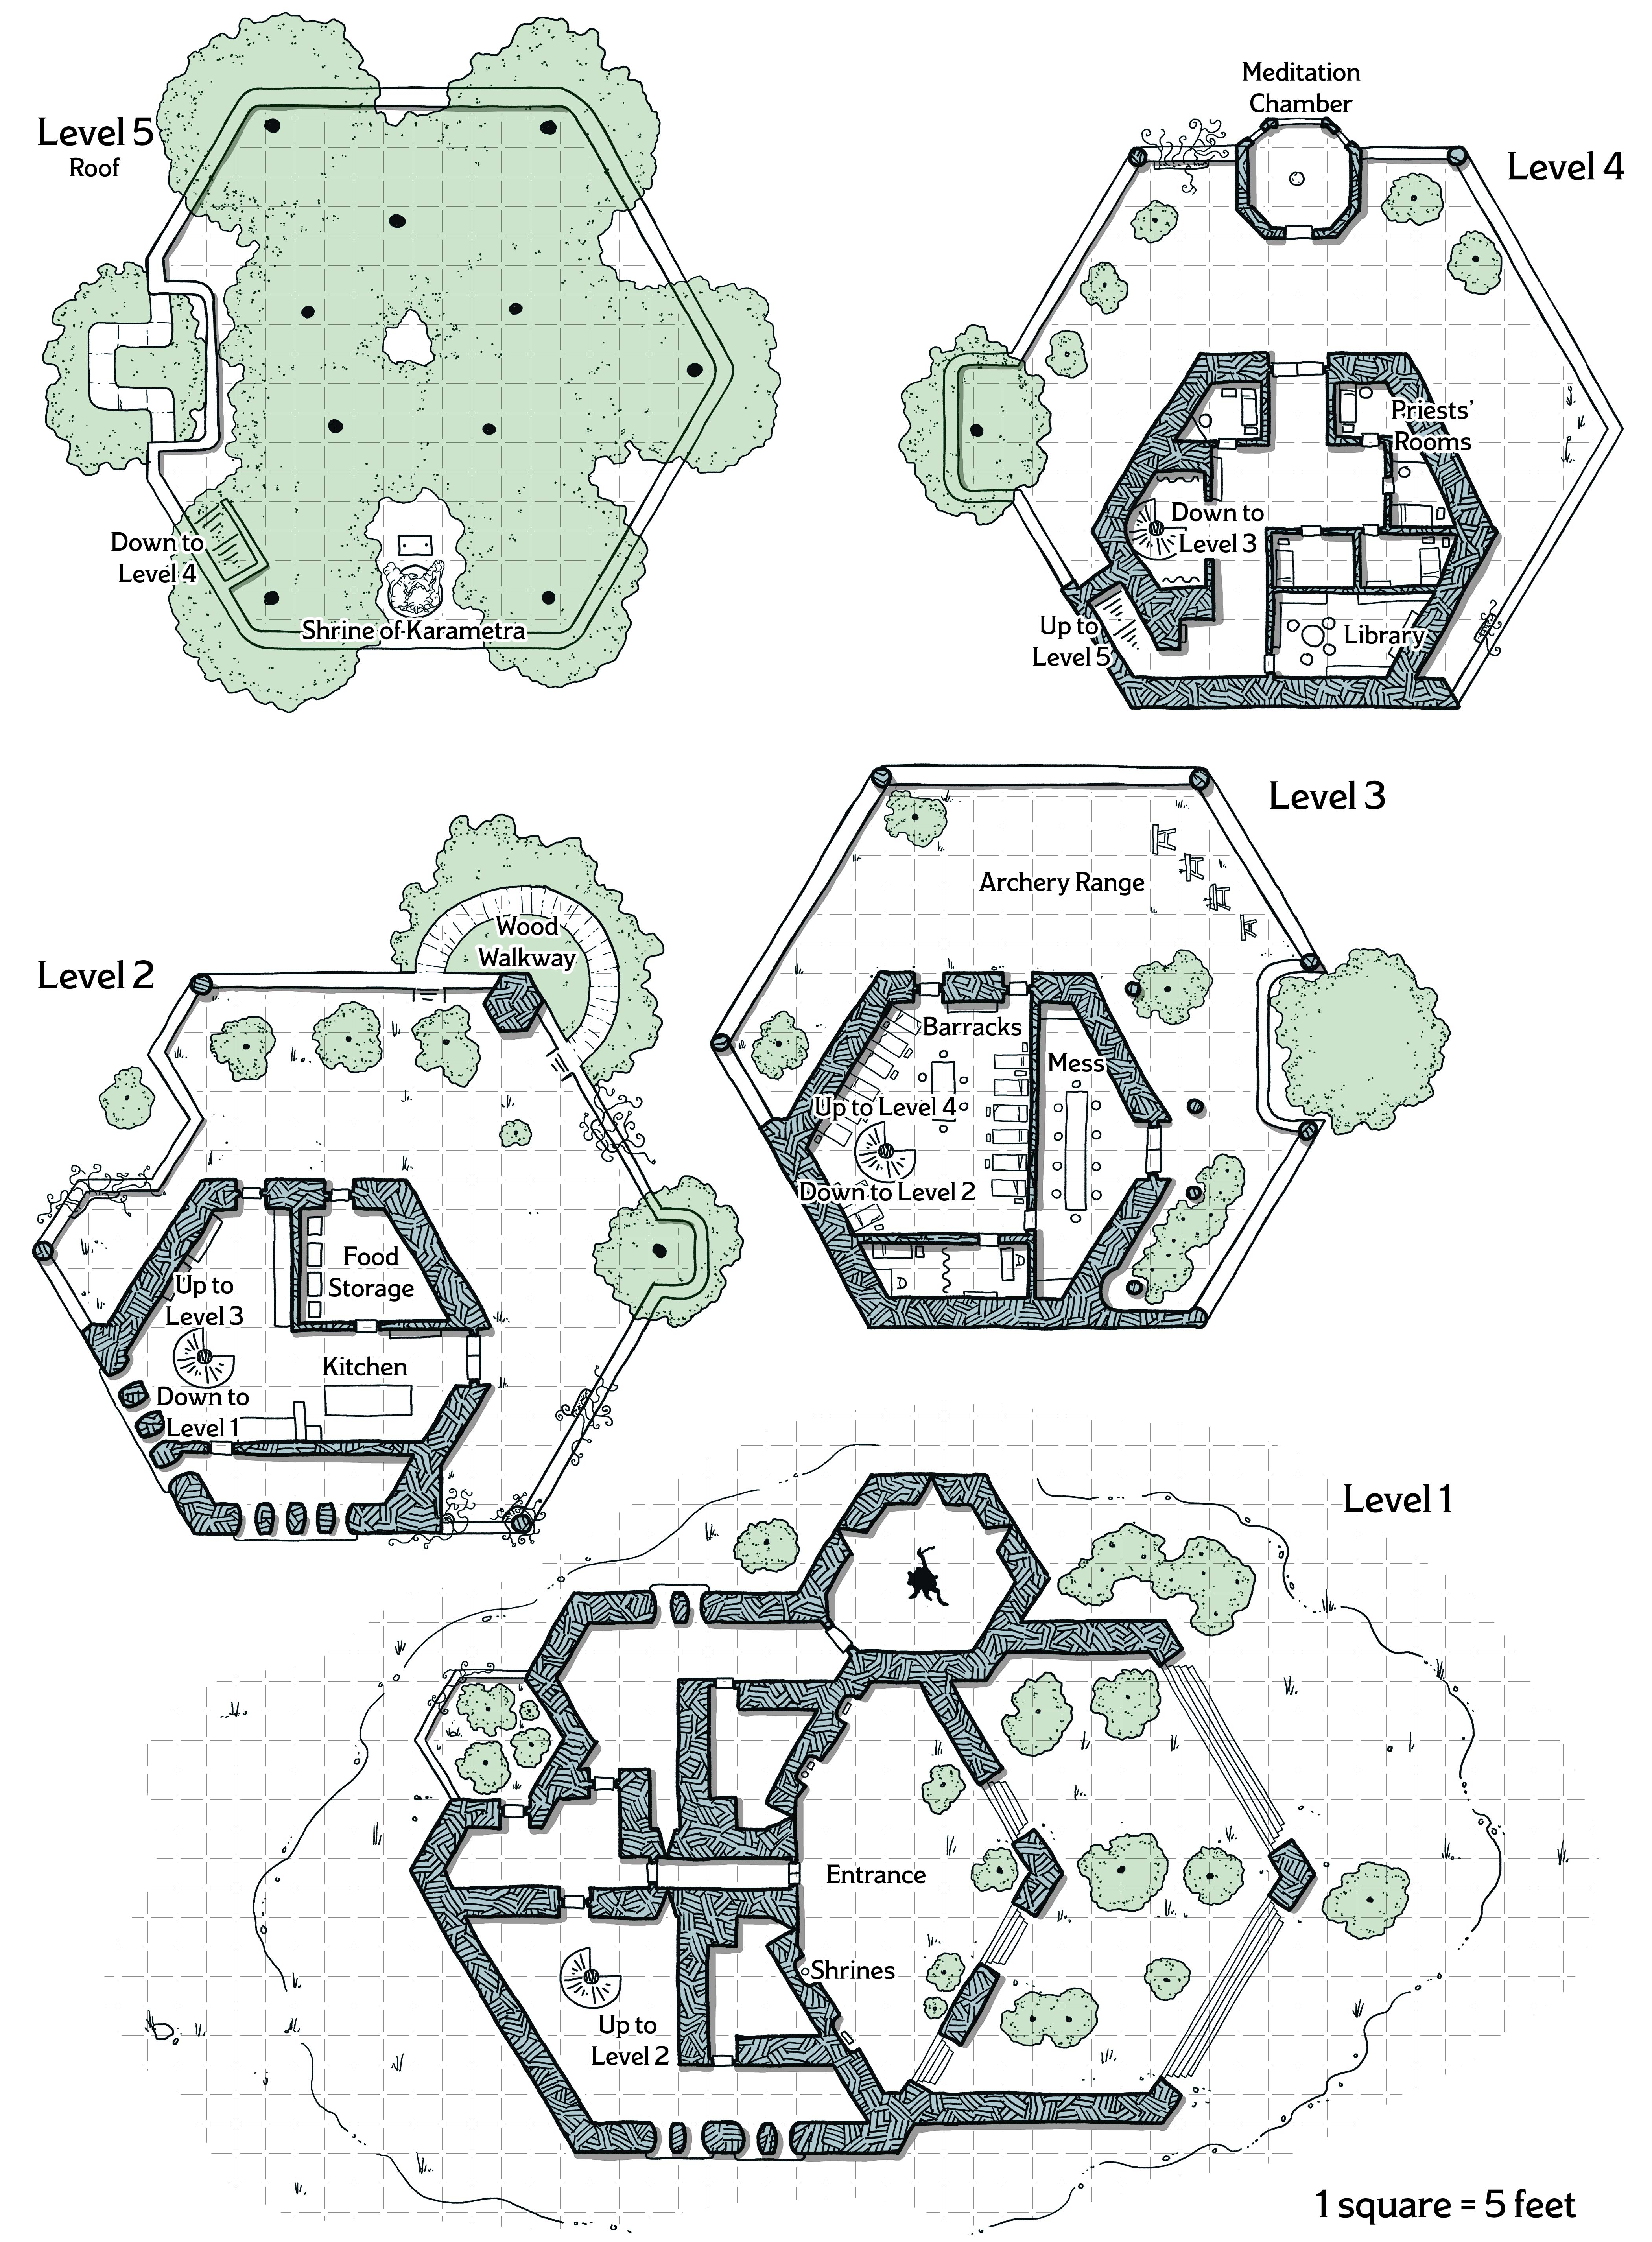 Level 5
Roof
Down to
Level 4
Shrine of Karametra
Meditation
Chamber
Level 4
Priests'
Rooms
Down to
Level 3
Up to
Level 5
Library
Level 3
Archery Range
Barracks
Mess
Up to Level 4
Down to Level 2
Level 2
Wood
Walkway
Food
Storage
Up to
Level 3
Kitchen
Down to
Level 1
Level 1
Entrance
Shrines
Up to
Level 2
1 square = 5 feet